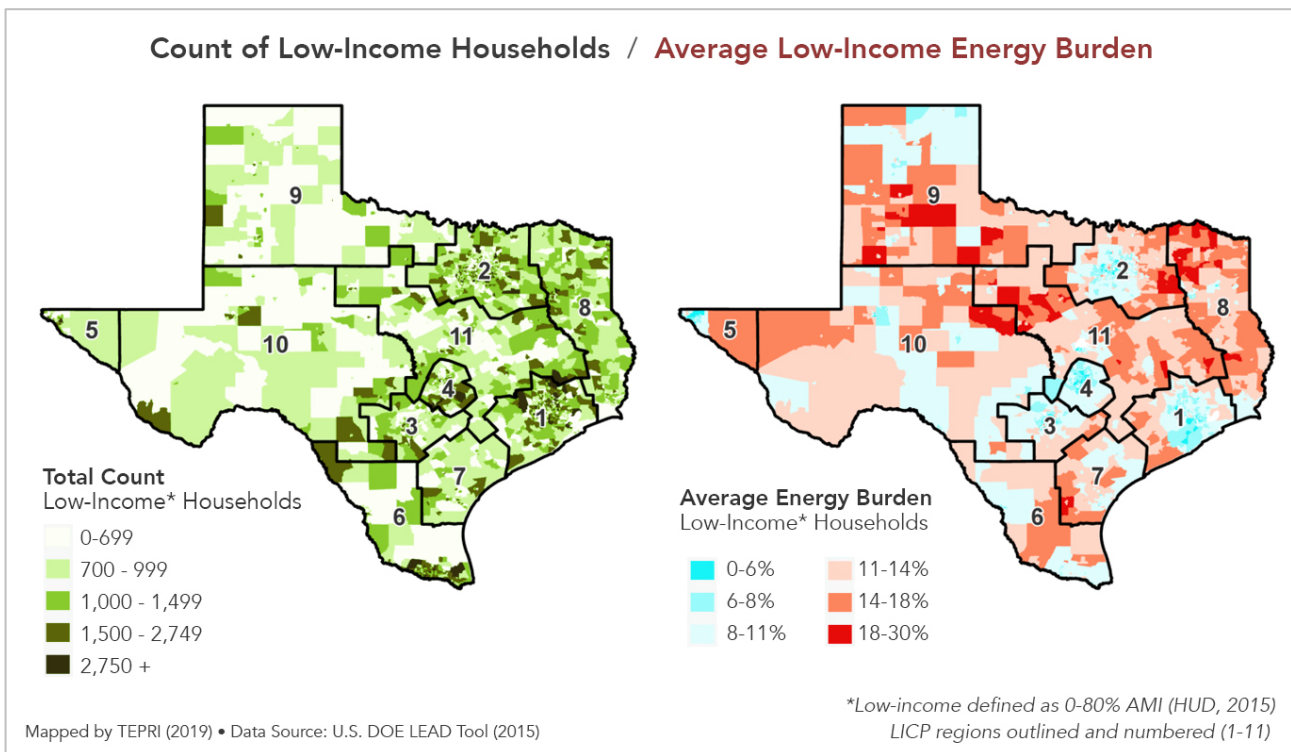 Count of Low-Income Households / Average Low-Income Energy Burden
9
2
8
5
10
11
4
1
3
7
6
Total Count
Low-Income* Households
0-699
700 - 999
1,000 - 1,499
1,500 - 2,749
2,750 +
9
2
8
5
10
11
4
1
3
7
6
Average Energy Burden
Low-Income* Households
0-6%
6-8%
8-11%
11-14%
14-18%
18-30%
*Low-income defined as 0-80% AMI (HUD, 2015)
LICP regions outlined and numbered (1-11)
Mapped by TEPRI (2019) • Data Source: U.S. DOE LEAD Tool (2015)